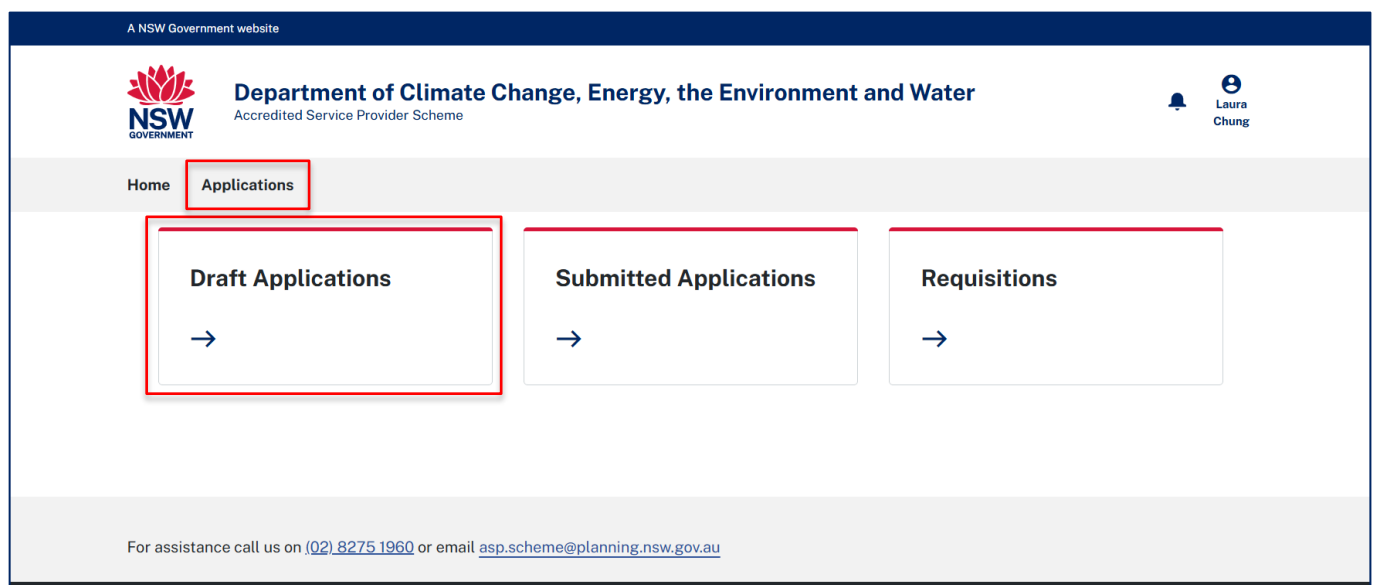 A NSW Government website
NSW
GOVERNMENT
Department of Climate Change, Energy, the Environment and Water
Accredited Service Provider Scheme
Laura
Chung
Home Applications
Draft Applications Submitted Applications Requisitions
For assistance call us on (02) 8275 1960 or email asp.scheme@planning.nsw.gov.au